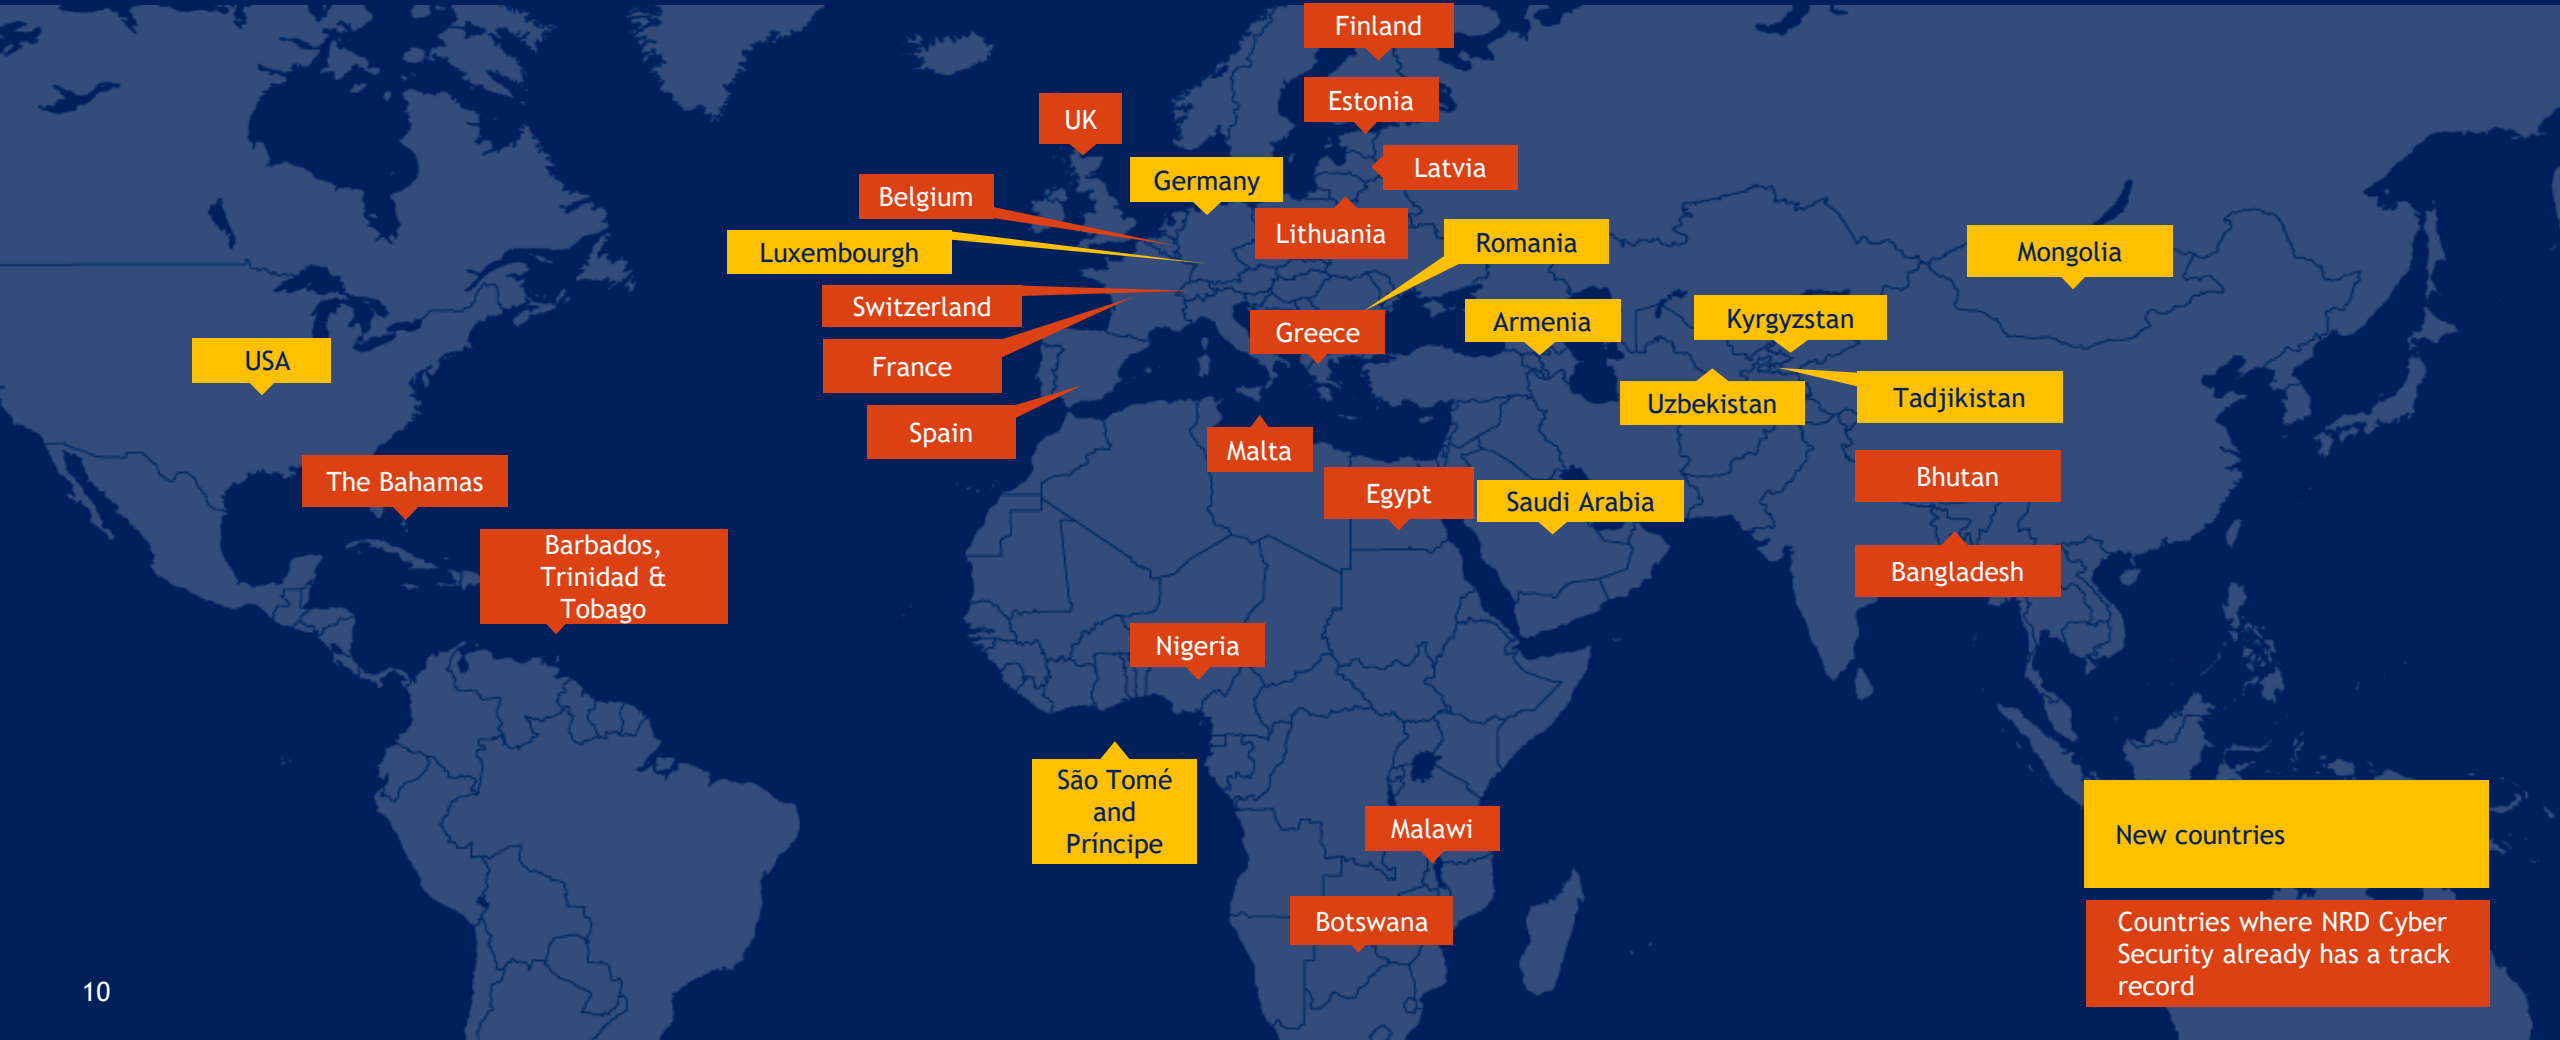 Finland
Estonia
UK
Latvia
Germany
Belgium
Lithuania
Romania
Luxembourgh
Mongolia
Switzerland
Armenia
Kyrgyzstan
Greece
USA
France
Uzbekistan
Tadjikistan
Spain
Malta
The Bahamas
Egypt
Saudi Arabia
Bhutan
Barbados,
Trinidad &
Tobago
Bangladesh
Nigeria
São Tomé
and
Príncipe
Malawi
Botswana
New countries
Countries where NRD Cyber
Security already has a track
record
10